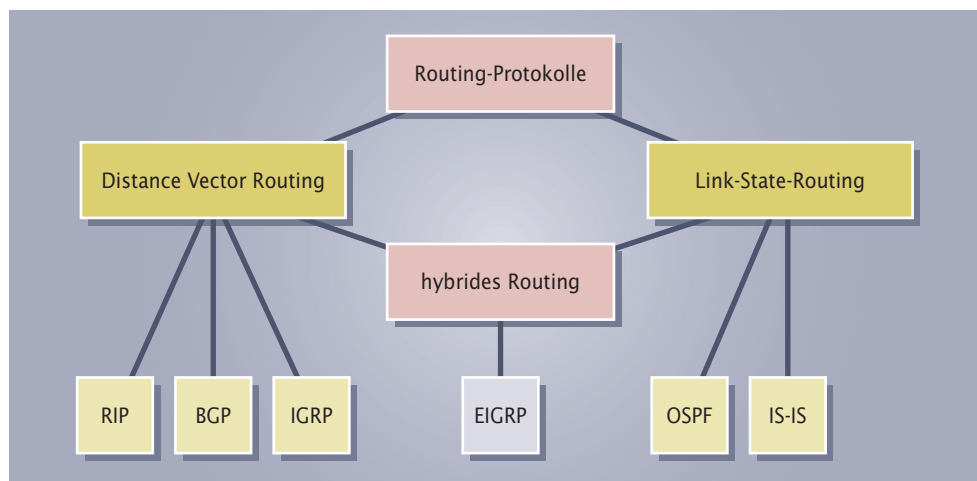 Routing-Protokolle
Distance Vector Routing
Link-State-Routing
hybrides Routing
RIP
BGP
IGRP
EIGRP
OSPF
IS-IS